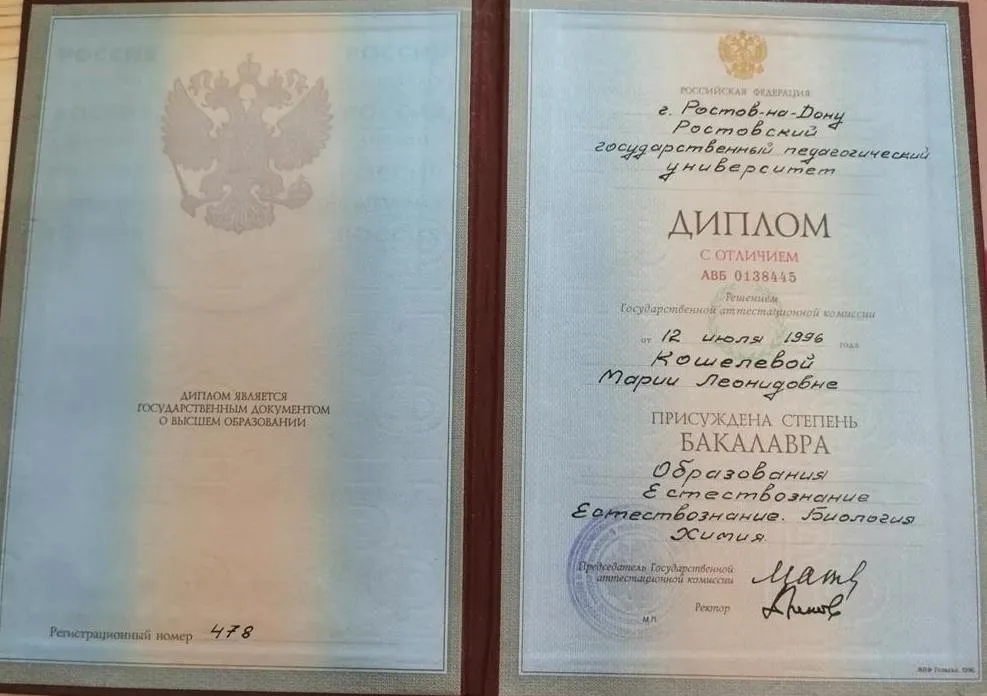 ДИПЛОМ ЯВЛЯЕТСЯ
ГОСУДАРСТВЕННЫМ ДОКУМЕНТОМ
О ВЫСШЕМ ОБРАЗОВАНИИ
Регистрационный номер 478
РОССИЙСКАЯ ФЕДЕРАЦИЯ
г. Ростов-на-Дону
Ростовский
государственный педагогический
университет
ДИПЛОМ
С ОТЛИЧИЕМ
АВБ 0138445
Решением
Государственной аттестационной комиссии
от 12 июля 1996 года
Кошелевой
Марии Леонидовне
ПРИСУЖДЕНА СТЕПЕНЬ
БАКАЛАВРА
Образования
Естествознание
Естествознание. Биология
Химия.
Председатель Государственной
аттестационной комиссии
Ректор
М.П.